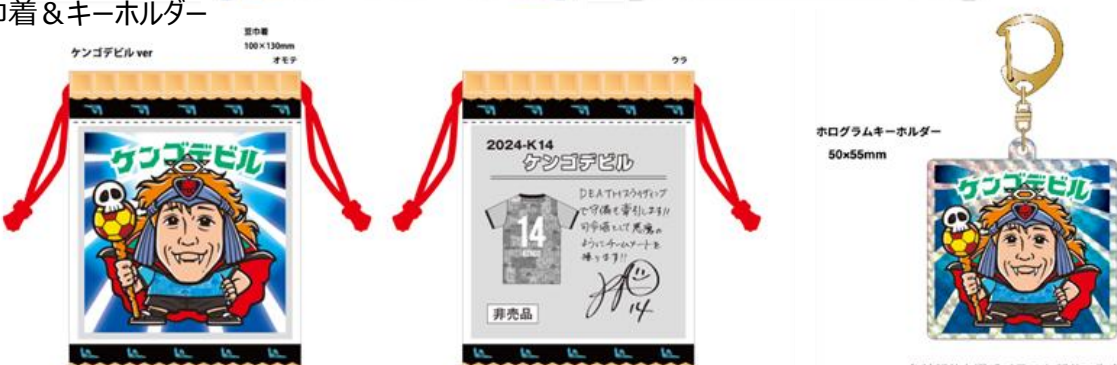 巾着＆キーホルダー
ケンゴデビル ver
豆巾着
100×130mm
オモテ
ケンゴデビル
ウラ
2024-K14
ケンゴデビル
DEATHスライディング
で守備を牽引します!!
司令塔として悪魔の
ようにチームメートを
操ります!!
14
KENGO
14
非売品
ホログラムキーホルダー
50×55mm
ケンゴデビル